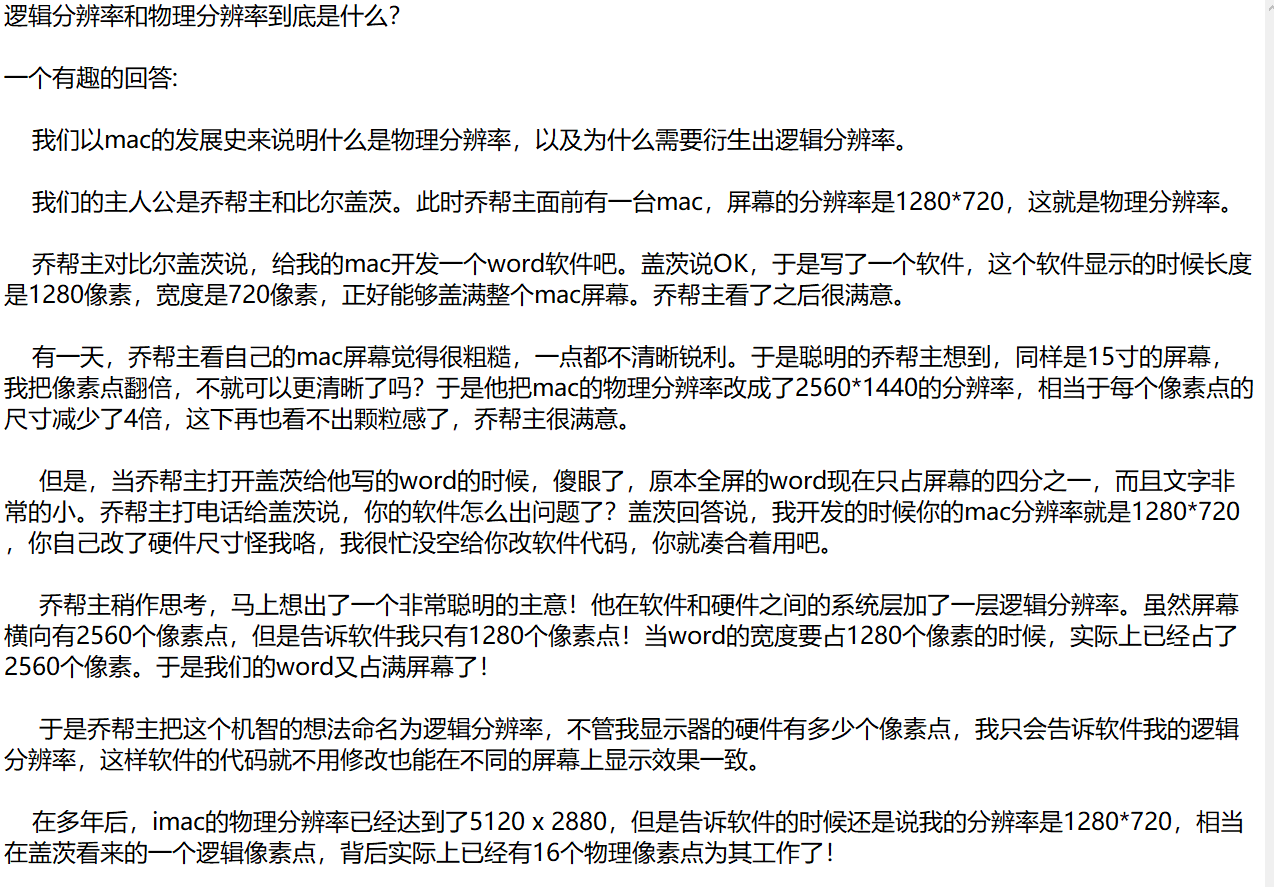 逻辑分辨率和物理分辨率到底是什么?
一个有趣的回答:
我们以mac的发展史来说明什么是物理分辨率，以及为什么需要衍生出逻辑分辨率。
我们的主人公是乔帮主和比尔盖茨。此时乔帮主面前有一台mac，屏幕的分辨率是1280*720，这就是物理分辨率。
乔帮主对比尔盖茨说，给我的mac开发一个word软件吧。盖茨说OK，于是写了一个软件，这个软件显示的时候长度
是1280像素，宽度是720像素，正好能够盖满整个mac屏幕。乔帮主看了之后很满意。
有一天，乔帮主看自己的mac屏幕觉得很粗糙，一点都不清晰锐利。于是聪明的乔帮主想到，同样是15寸的屏幕，
我把像素点翻倍，不就可以更清晰了吗？于是他把mac的物理分辨率改成了2560*1440的分辨率，相当于每个像素点的
尺寸减少了4倍，这下再也看不出颗粒感了，乔帮主很满意。
但是，当乔帮主打开盖茨给他写的word的时候，傻眼了，原本全屏的word现在只占屏幕的四分之一，而且文字非
常的小。乔帮主打电话给盖茨说，你的软件怎么出问题了？盖茨回答说，我开发的时候你的mac分辨率就是1280*720
，你自己改了硬件尺寸怪我咯，我很忙没空给你改软件代码，你就凑合着用吧。
乔帮主稍作思考，马上想出了一个非常聪明的主意！他在软件和硬件之间的系统层加了一层逻辑分辨率。虽然屏幕
横向有2560个像素点，但是告诉软件我只有1280个像素点！当word的宽度要占1280个像素的时候，实际上已经占了
2560个像素。于是我们的word又占满屏幕了！
于是乔帮主把这个机智的想法命名为逻辑分辨率，不管我显示器的硬件有多少个像素点，我只会告诉软件我的逻辑
分辨率，这样软件的代码就不用修改也能在不同的屏幕上显示效果一致。
在多年后，imac的物理分辨率已经达到了5120 x 2880，但是告诉软件的时候还是说我的分辨率是1280*720，相当
在盖茨看来的一个逻辑像素点，背后实际上已经有16个物理像素点为其工作了！